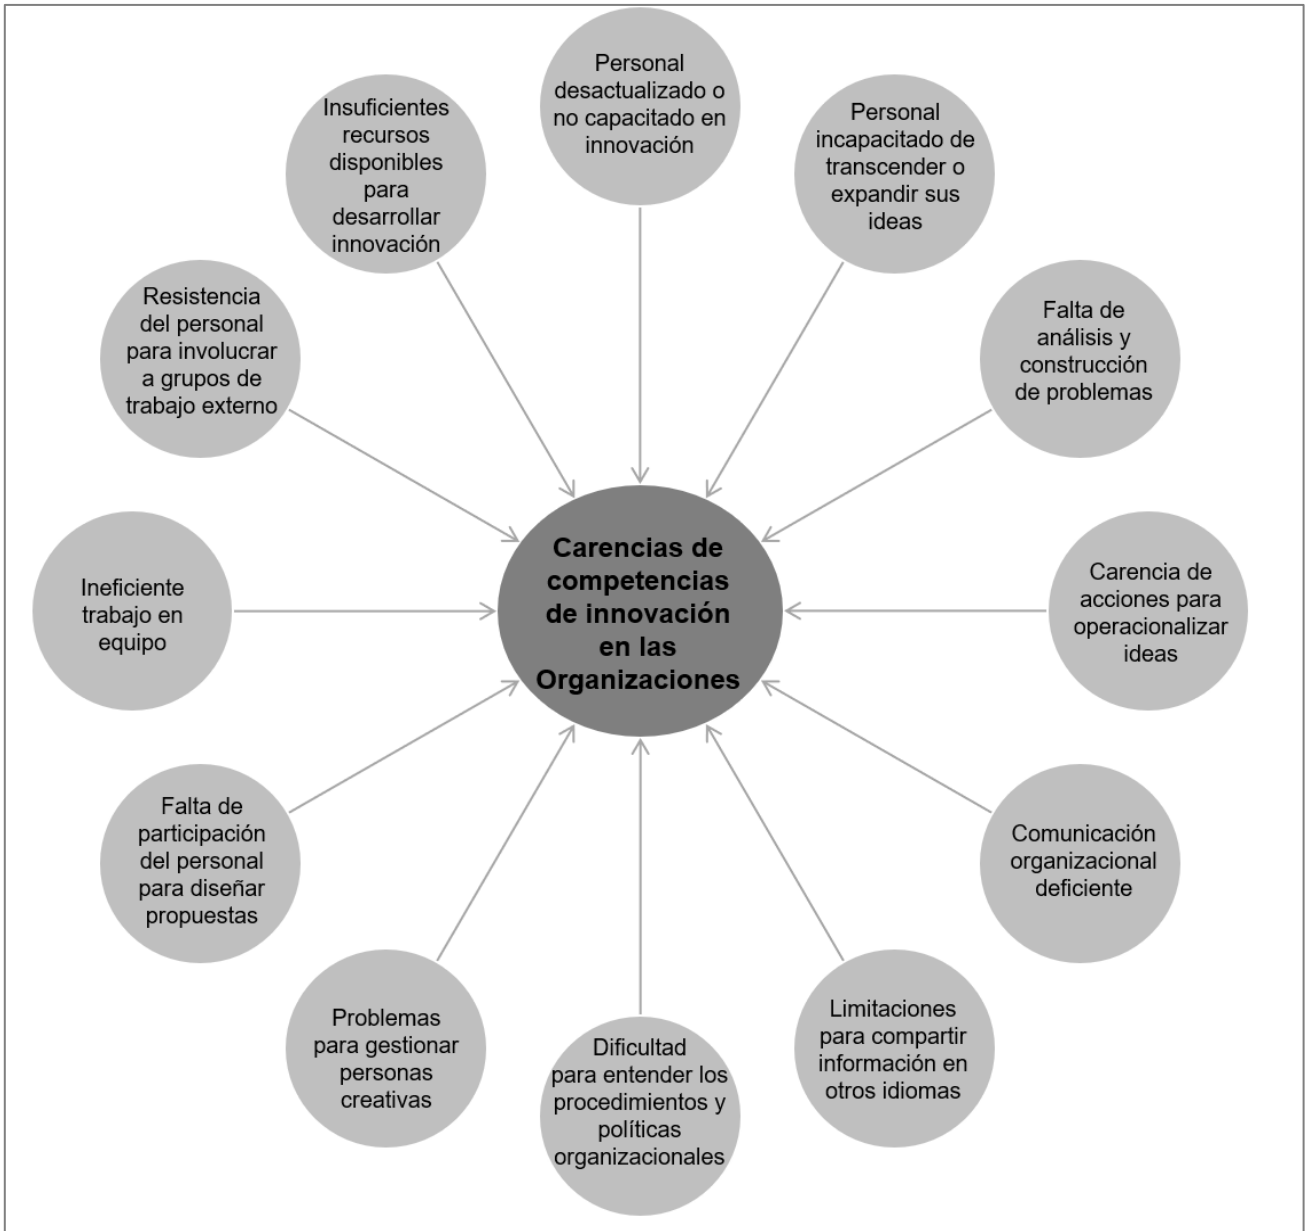 Personal
desactualizado o
no capacitado en
innovación
Personal
incapacitado de
transcender o
expandir sus
ideas
Falta de
análisis y
construcción
de problemas
Carencia de
acciones para
operacionalizar
ideas
Comunicación
organizacional
deficiente
Limitaciones
para compartir
información en
otros idiomas
Dificultad
para entender los
procedimientos y
políticas
organizacionales
Problemas
para gestionar
personas
creativas
Falta de
participación
del personal
para diseñar
propuestas
Ineficiente
trabajo en
equipo
Resistencia
del personal
para involucrar
a grupos de
trabajo externo
Insuficientes
recursos
disponibles
para
desarrollar
innovación
Carencias de
competencias
de innovación
en las
Organizaciones